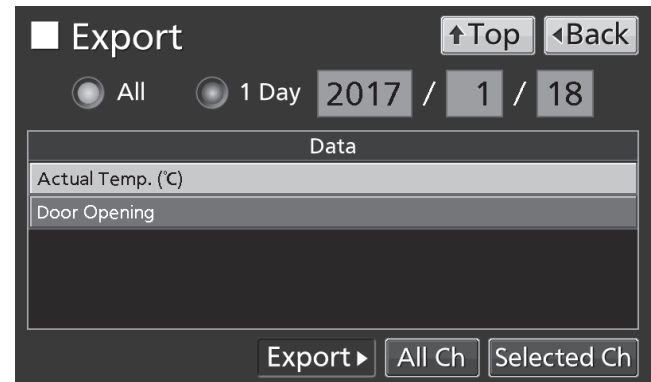 Export
↑Top
◂Back
All
1 Day
2017 / 1 / 18
Data
Actual Temp. (℃)
Door Opening
Export▸
All Ch
Selected Ch